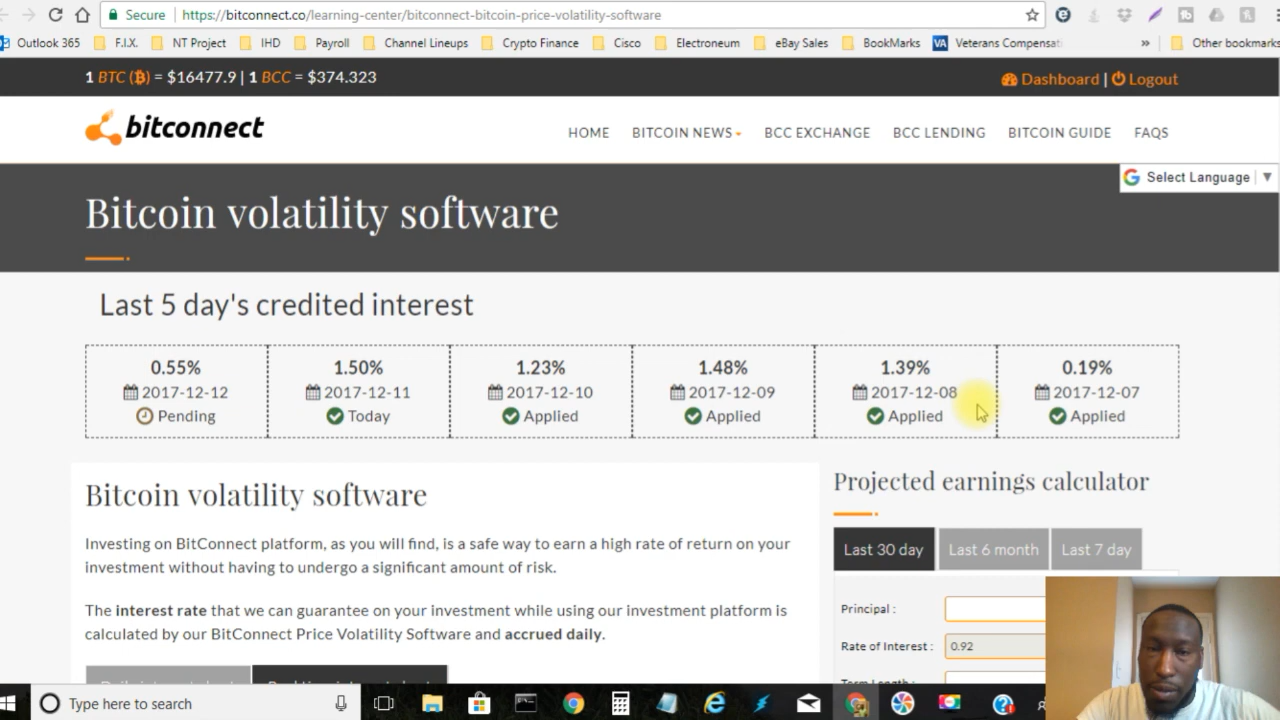 Secure https://bitconnect.co/learning-center/bitconnect-bitcoin-price-volatility-software
Outlook 365 F.I.X. NT Project IHD Payroll Channel Lineups Crypto Finance Cisco Electroneum eBay Sales BookMarks VA Veterans Compensati » Other bookmarks
1 BTC (₿) = $16477.9 | 1 BCC = $374.323 Dashboard | Logout
bitconnect HOME BITCOIN NEWS BCC EXCHANGE BCC LENDING BITCOIN GUIDE FAQS
G Select Language ▼
Bitcoin volatility software
Last 5 day's credited interest
0.55% 1.50% 1.23% 1.48% 1.39% 0.19%
2017-12-12 2017-12-11 2017-12-10 2017-12-09 2017-12-08 2017-12-07
Pending Today Applied Applied Applied Applied
Bitcoin volatility software
Investing on BitConnect platform, as you will find, is a safe way to earn a high rate of return on your
investment without having to undergo a significant amount of risk.
The interest rate that we can guarantee on your investment while using our investment platform is
calculated by our BitConnect Price Volatility Software and accrued daily.
Projected earnings calculator
Last 30 day Last 6 month Last 7 day
Principal :
Rate of Interest : 0.92
Type here to search